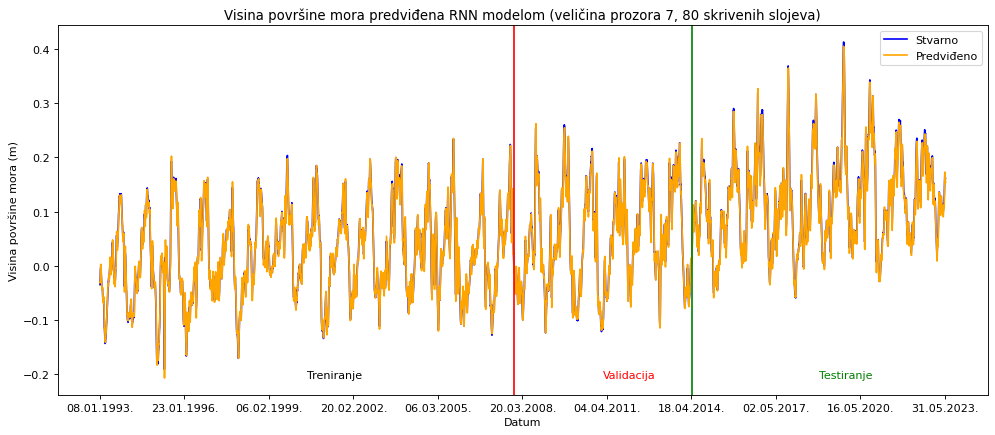 Visina površine mora predviđena RNN modelom (veličina prozora 7, 80 skrivenih slojeva)
Stvarno
Predviđeno
Visina površine mora (m)
0.4
0.3
0.2
0.1
0.0
−0.1
−0.2
Treniranje
Validacija
Testiranje
08.01.1993.
23.01.1996.
06.02.1999.
20.02.2002.
06.03.2005.
20.03.2008.
04.04.2011.
18.04.2014.
02.05.2017.
16.05.2020.
31.05.2023.
Datum